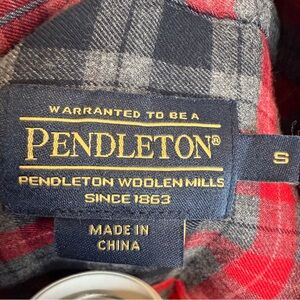 WARRANTED TO BE A
PENDLETON®
S
PENDLETON WOOLEN MILLS
SINCE 1863
MADE IN
CHINA